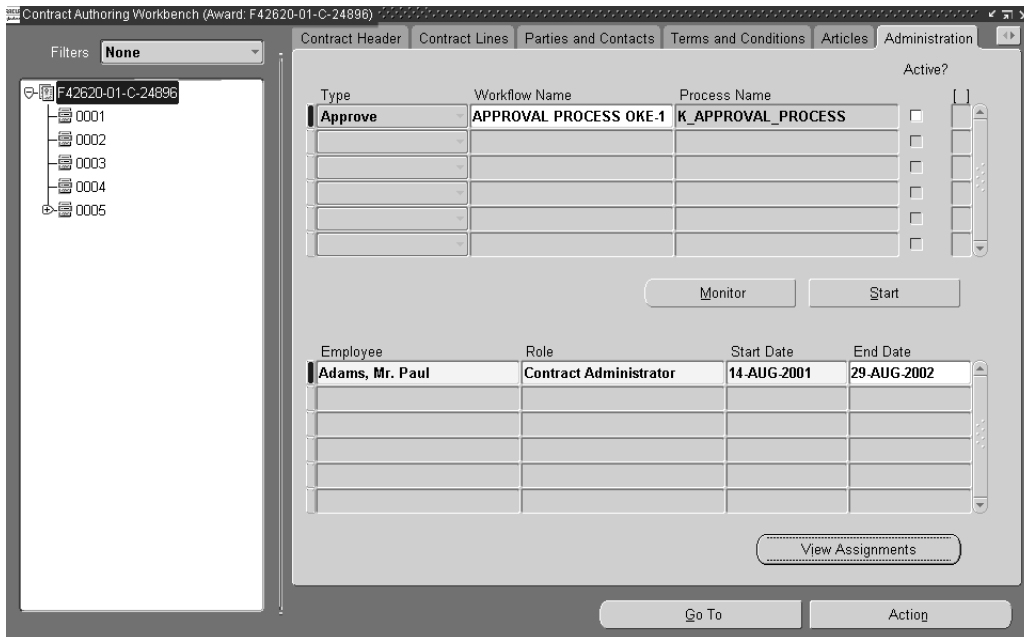 Contract Authoring Workbench (Award: F42620-01-C-24896)
Filters None
F42620-01-C-24896
0001
0002
0003
0004
0005
Contract Header Contract Lines Parties and Contacts Terms and Conditions Articles Administration
Active?
Type Workflow Name Process Name [ ]
Approve APPROVAL PROCESS OKE-1 K_APPROVAL_PROCESS
Monitor Start
Employee Role Start Date End Date
Adams, Mr. Paul Contract Administrator 14-AUG-2001 29-AUG-2002
View Assignments
Go To Action